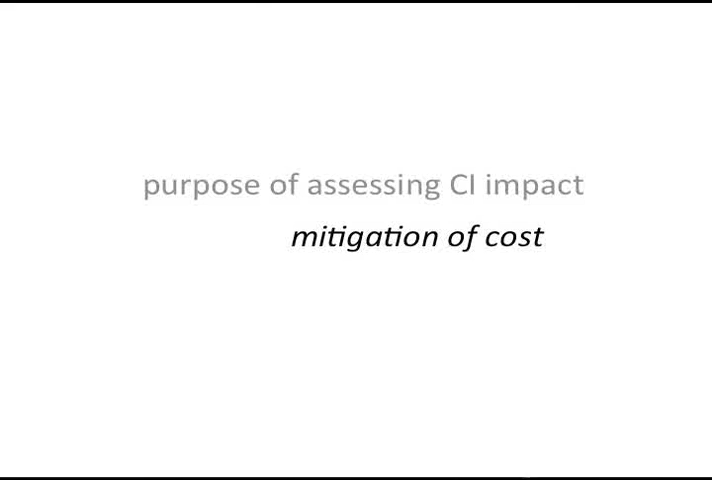 purpose of assessing CI impact
mitigation of cost